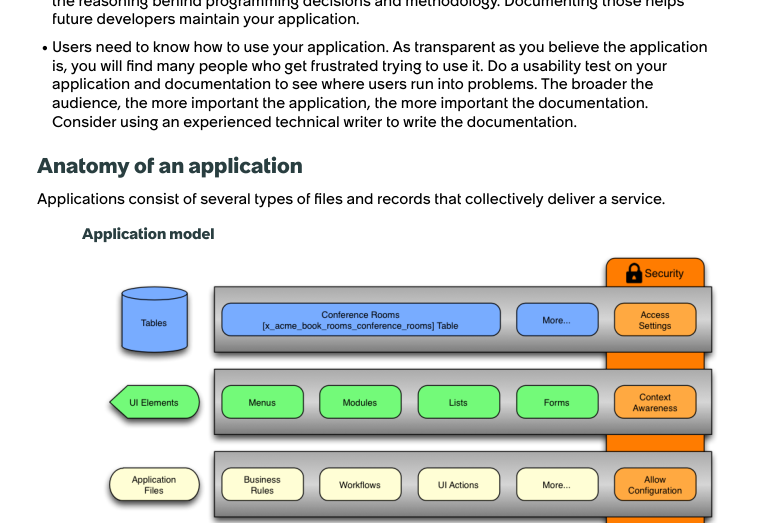 the reasoning behind programming decisions and methodology. Documenting those helps
future developers maintain your application.
• Users need to know how to use your application. As transparent as you believe the application
is, you will find many people who get frustrated trying to use it. Do a usability test on your
application and documentation to see where users run into problems. The broader the
audience, the more important the application, the more important the documentation.
Consider using an experienced technical writer to write the documentation.
Anatomy of an application
Applications consist of several types of files and records that collectively deliver a service.
Application model
Security
Tables
Conference Rooms
[x_acme_book_rooms_conference_rooms] Table
More...
Access
Settings
UI Elements
Menus
Modules
Lists
Forms
Context
Awareness
Application
Files
Business
Rules
Workflows
UI Actions
More...
Allow
Configuration